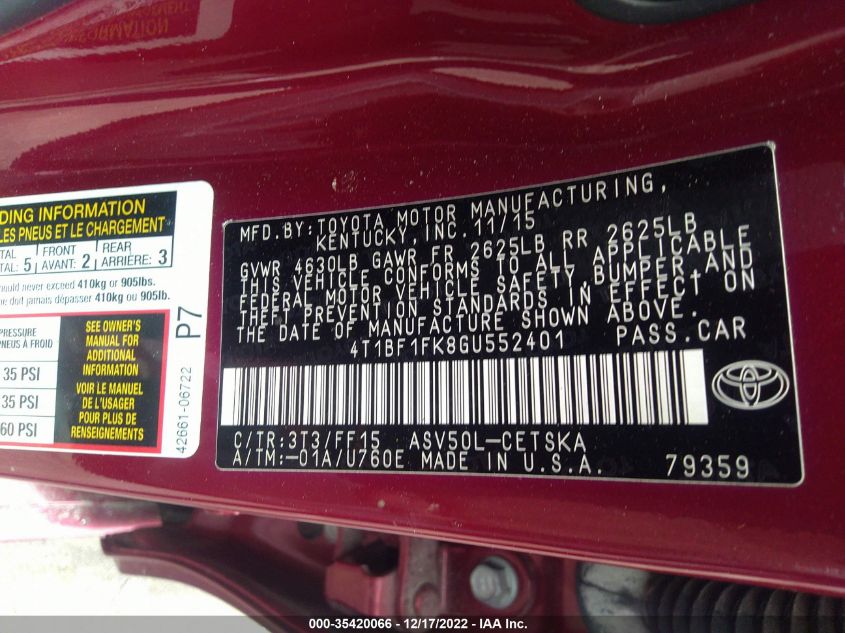 FORMATION
DING INFORMATION
LES PNEUS ET LE CHARGEMENT
TAL 5 FRONT 2 REAR 3
TAL: AVANT: ARRIÈRE:
ould never exceed 410kg or 905lbs.
ne doit jamais dépasser 410kg ou 905lb.
PRESSURE
PNEUS À FROID
35 PSI
35 PSI
60 PSI
SEE OWNER'S
MANUAL FOR
ADDITIONAL
INFORMATION
VOIR LE MANUEL
DE L'USAGER
POUR PLUS DE
RENSEIGNEMENTS
P7
42661-06722
MFD.BY:TOYOTA MOTOR MANUFACTURING,
KENTUCKY,INC.11/15
GVWR 4630LB GAWR FR 2625LB RR 2625LB
THIS VEHICLE CONFORMS TO ALL APPLICABLE
FEDERAL MOTOR VEHICLE SAFETY,BUMPER,AND
THEFT PREVENTION STANDARDS IN EFFECT ON
THE DATE OF MANUFACTURE SHOWN ABOVE.
4T1BF1FK8GU552401 PASS.CAR
C/TR:3T3/FF15 ASV50L-CETSKA
A/TM:-01A/U760E MADE IN U.S.A. 79359
000-35420066 - 12/17/2022 - IAA Inc.